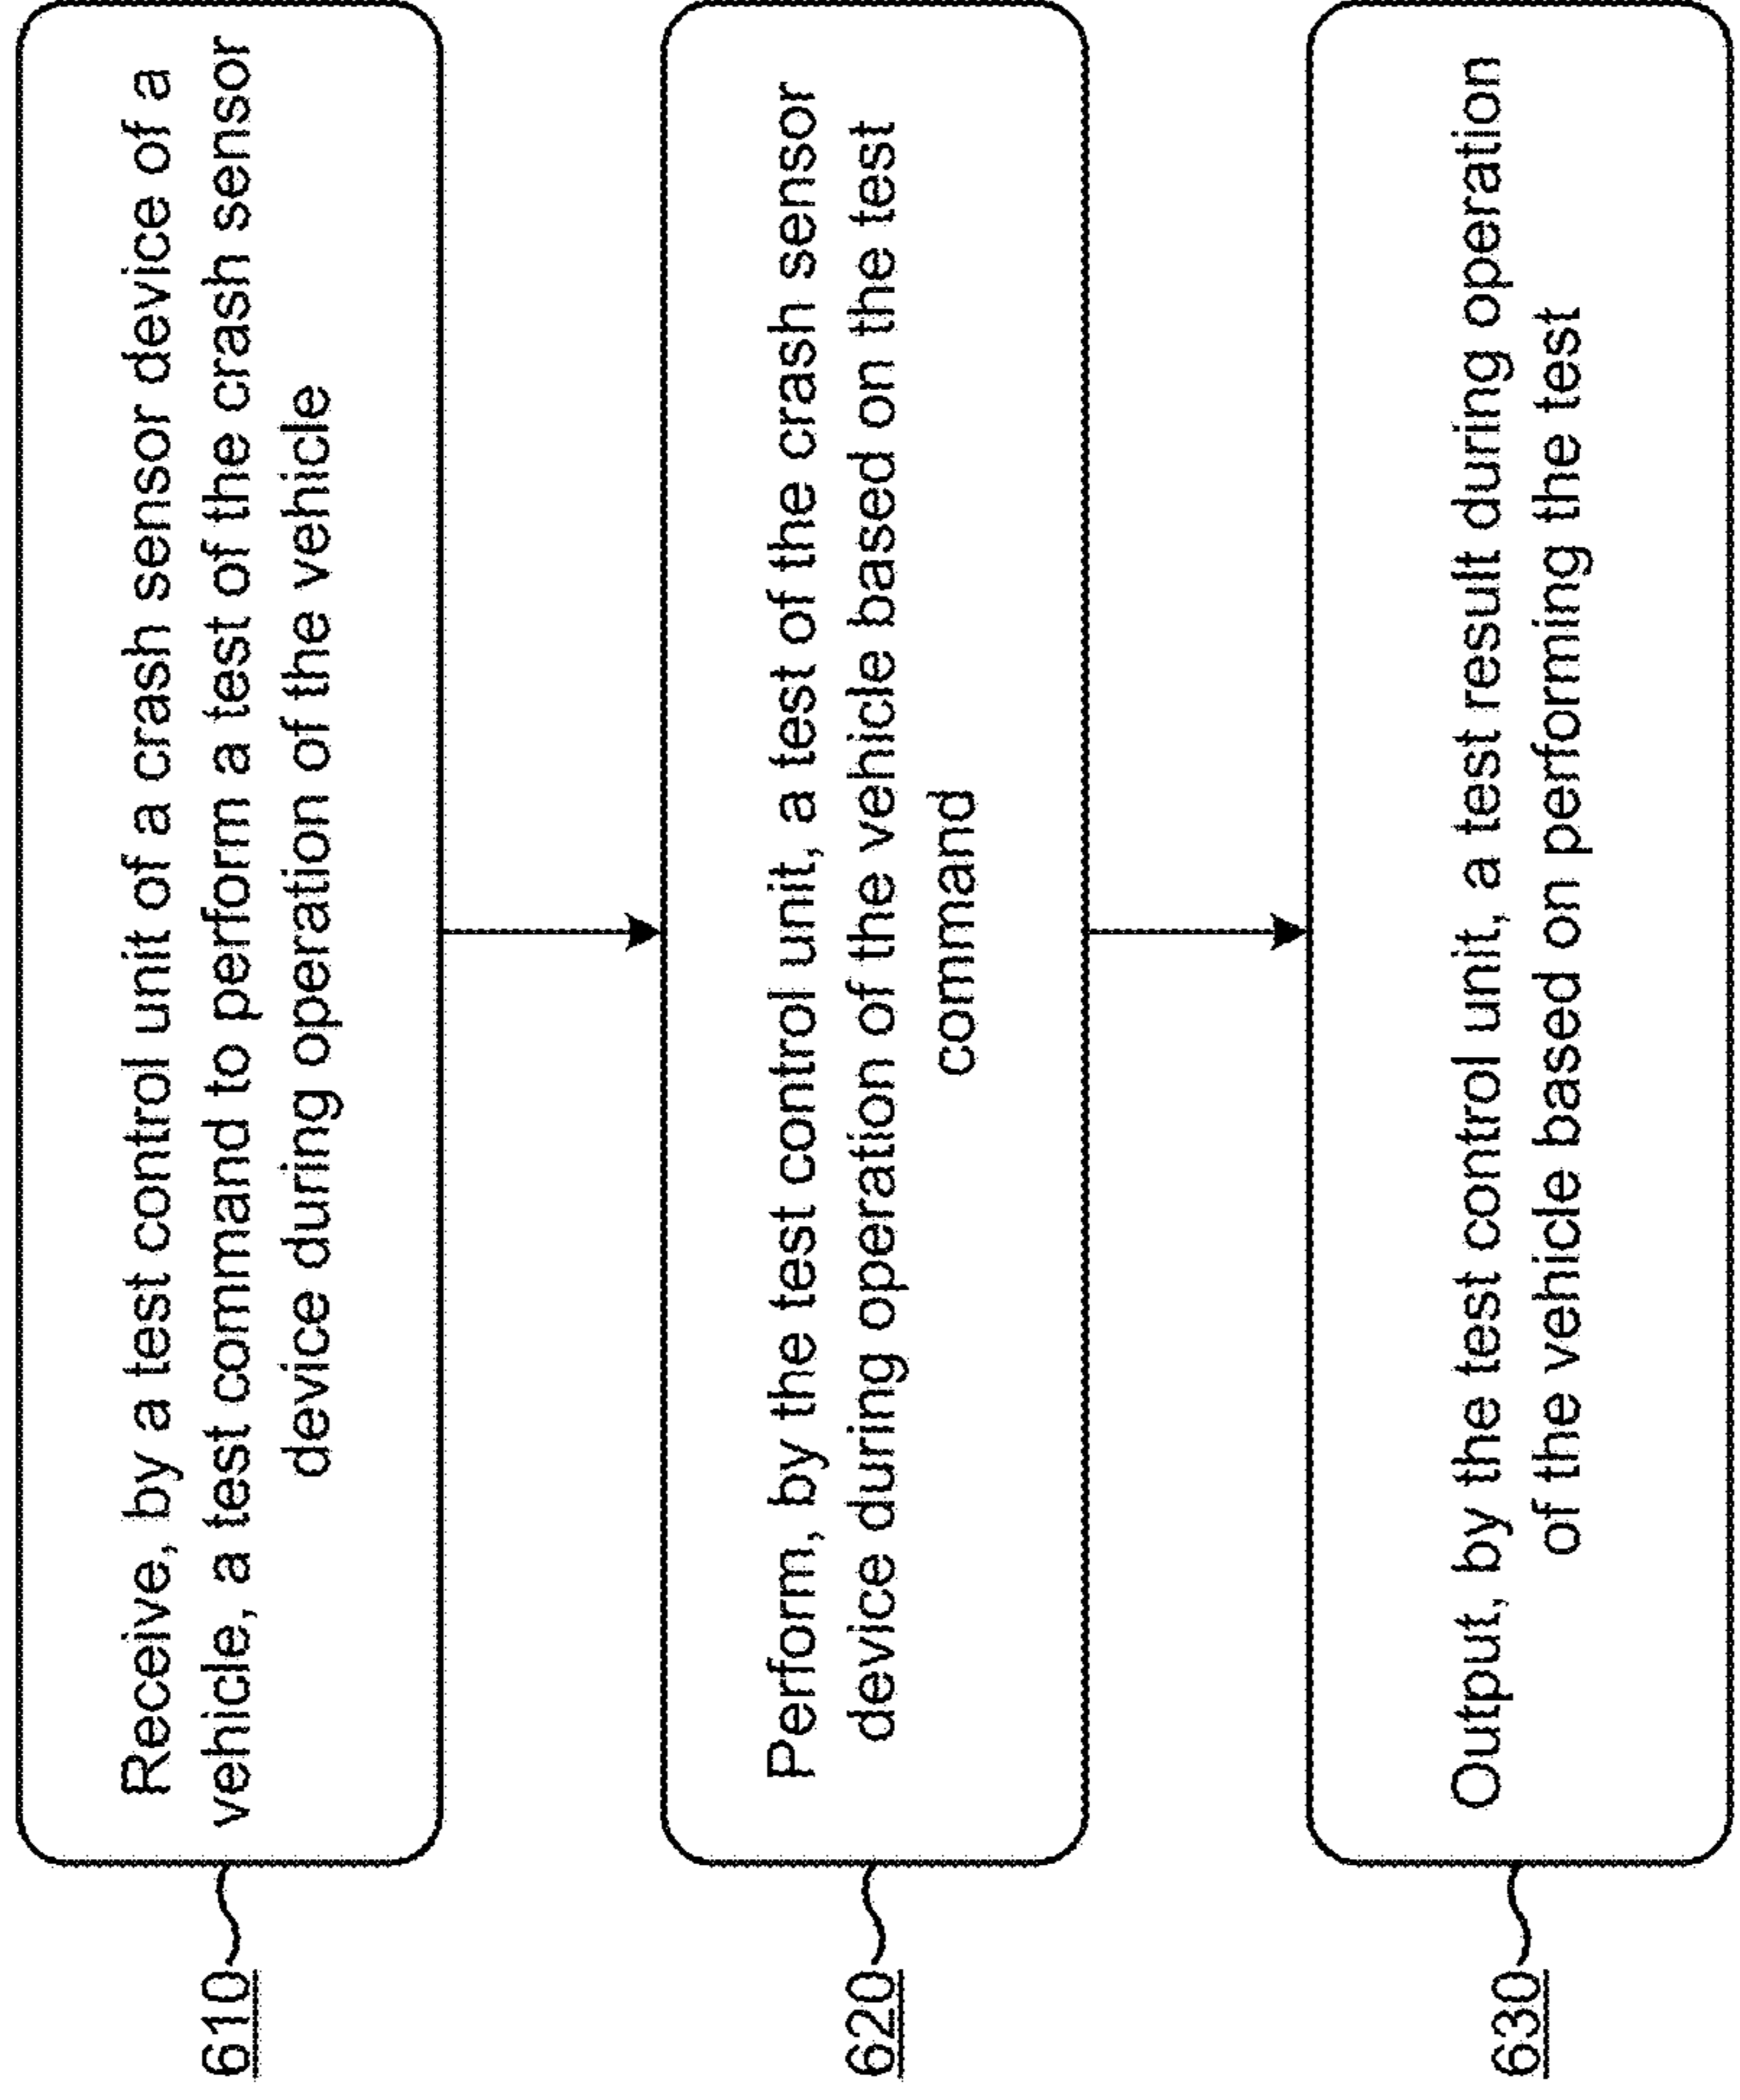 610
Receive, by a test control unit of a crash sensor device of a
vehicle, a test command to perform a test of the crash sensor
device during operation of the vehicle
620
Perform, by the test control unit, a test of the crash sensor
device during operation of the vehicle based on the test
command
630
Output, by the test control unit, a test result during operation
of the vehicle based on performing the test